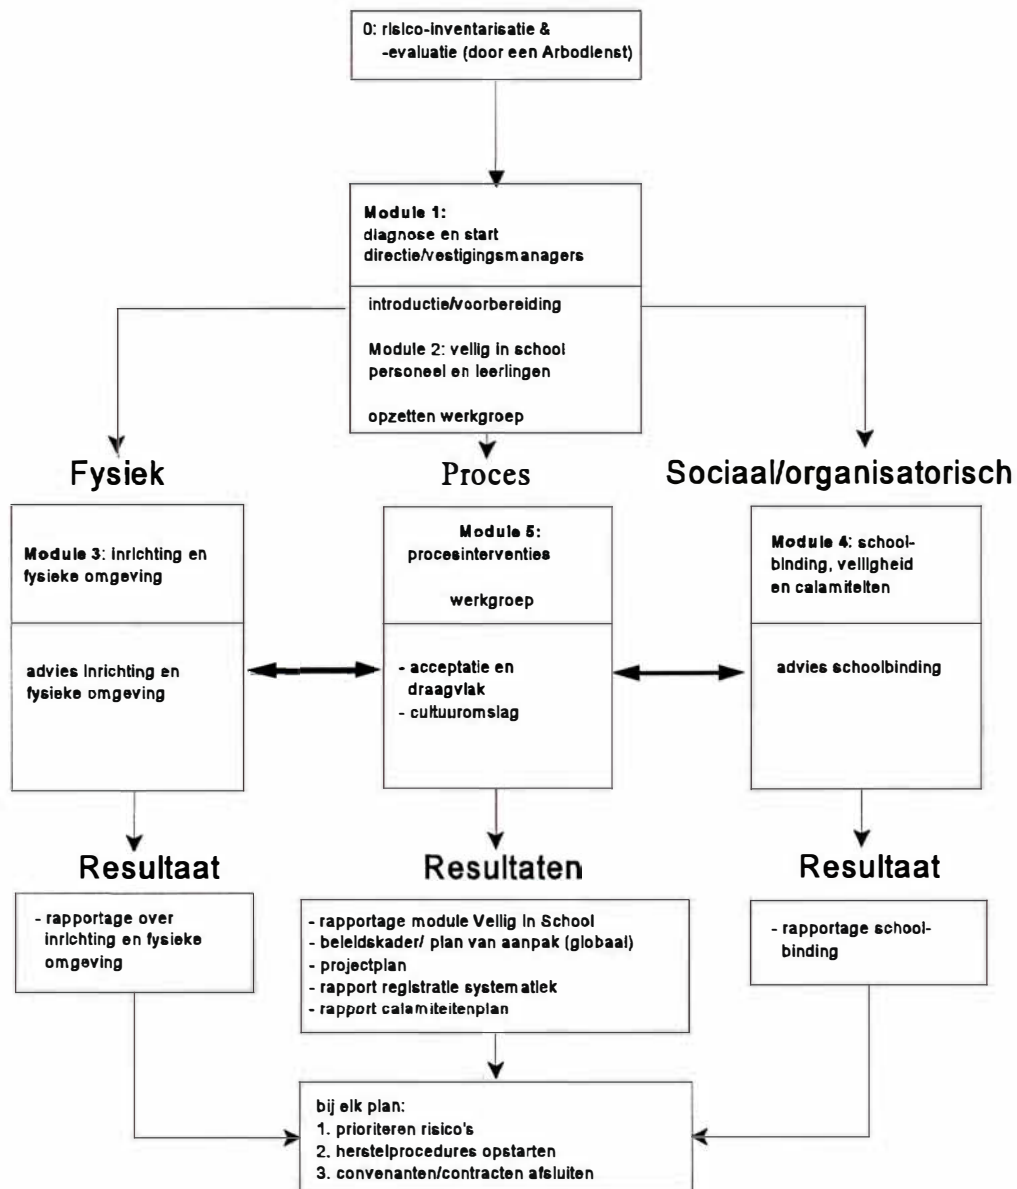 0: risico-inventarisatie &
-evaluatie (door een Arbodienst)
Module 1:
diagnose en start
directie/vestigingsmanagers
introductie/voorbereiding
Module 2: veilig in school
personeel en leerlingen
opzetten werkgroep
Fysiek
Proces
Sociaal/organisatorisch
Module 3: inrichting en
fysieke omgeving
advies inrichting en
fysieke omgeving
Module 5:
procesinterventies
werkgroep
- acceptatie en
draagvlak
- cultuuromslag
Module 4: school-
binding, veiligheid
en calamiteiten
advies schoolbinding
Resultaat
Resultaten
Resultaat
- rapportage over
inrichting en fysieke
omgeving
- rapportage module Veilig in School
- beleidskader/ plan van aanpak (globaal)
- projectplan
- rapport registratie systematiek
- rapport calamiteitenplan
- rapportage school-
binding
bij elk plan:
1. prioriteren risico's
2. herstelprocedures opstarten
3. convenanten/contracten afsluiten